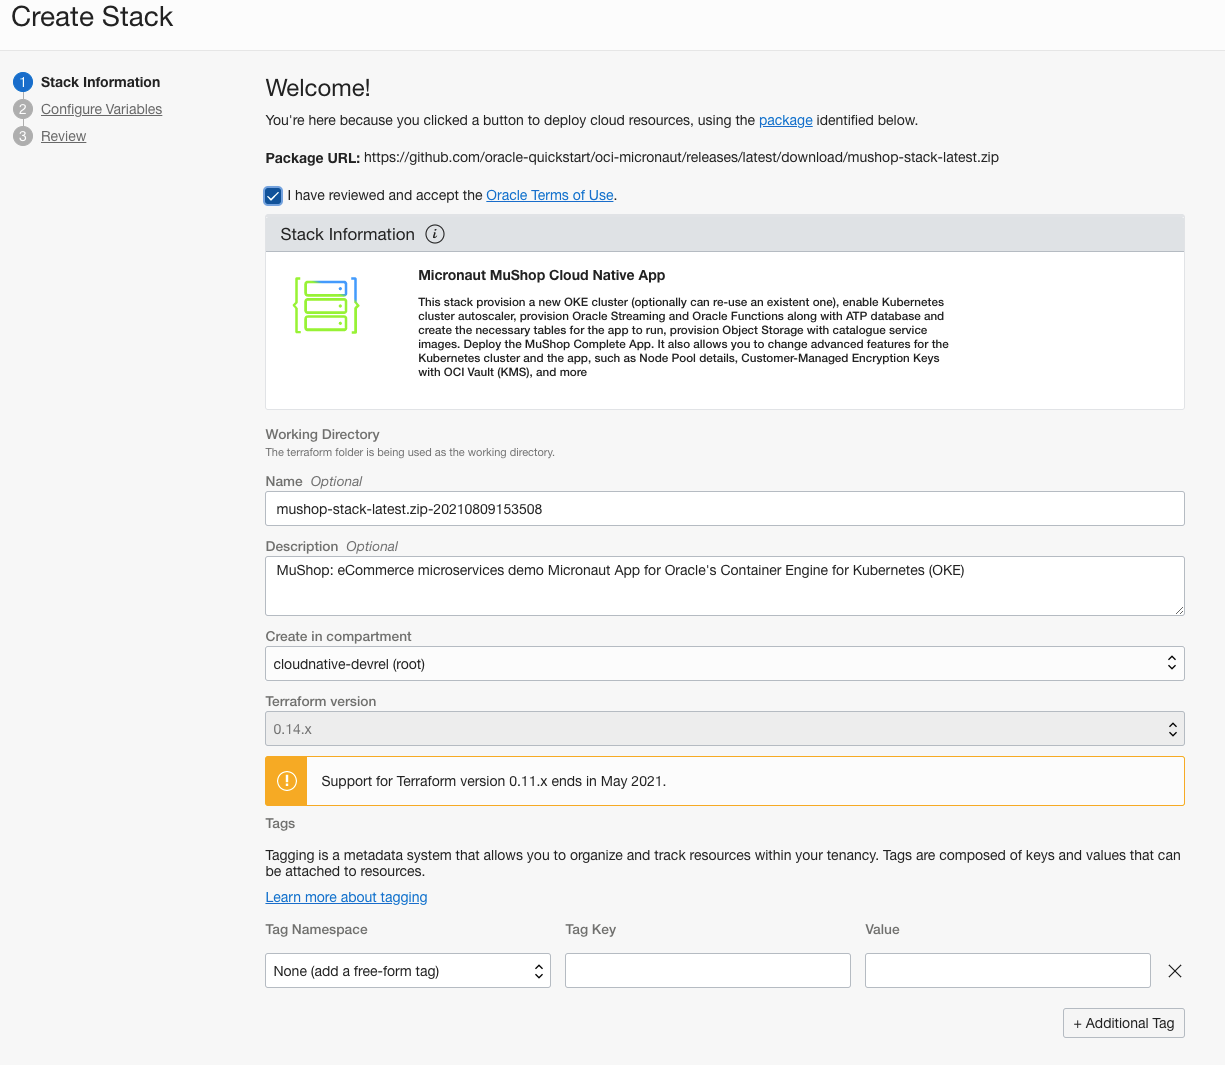 Create Stack
1 Stack Information
2 Configure Variables
3 Review
Welcome!
You're here because you clicked a button to deploy cloud resources, using the package identified below.
Package URL: https://github.com/oracle-quickstart/oci-micronaut/releases/latest/download/mushop-stack-latest.zip
I have reviewed and accept the Oracle Terms of Use.
Stack Information i
Micronaut MuShop Cloud Native App
This stack provision a new OKE cluster (optionally can re-use an existent one), enable Kubernetes
cluster autoscaler, provision Oracle Streaming and Oracle Functions along with ATP database and
create the necessary tables for the app to run, provision Object Storage with catalogue service
images. Deploy the MuShop Complete App. It also allows you to change advanced features for the
Kubernetes cluster and the app, such as Node Pool details, Customer-Managed Encryption Keys
with OCI Vault (KMS), and more
Working Directory
The terraform folder is being used as the working directory.
Name Optional
mushop-stack-latest.zip-20210809153508
Description Optional
MuShop: eCommerce microservices demo Micronaut App for Oracle's Container Engine for Kubernetes (OKE)
Create in compartment
cloudnative-devrel (root)
Terraform version
0.14.x
Support for Terraform version 0.11.x ends in May 2021.
Tags
Tagging is a metadata system that allows you to organize and track resources within your tenancy. Tags are composed of keys and values that can
be attached to resources.
Learn more about tagging
Tag Namespace Tag Key Value
None (add a free-form tag)
+ Additional Tag